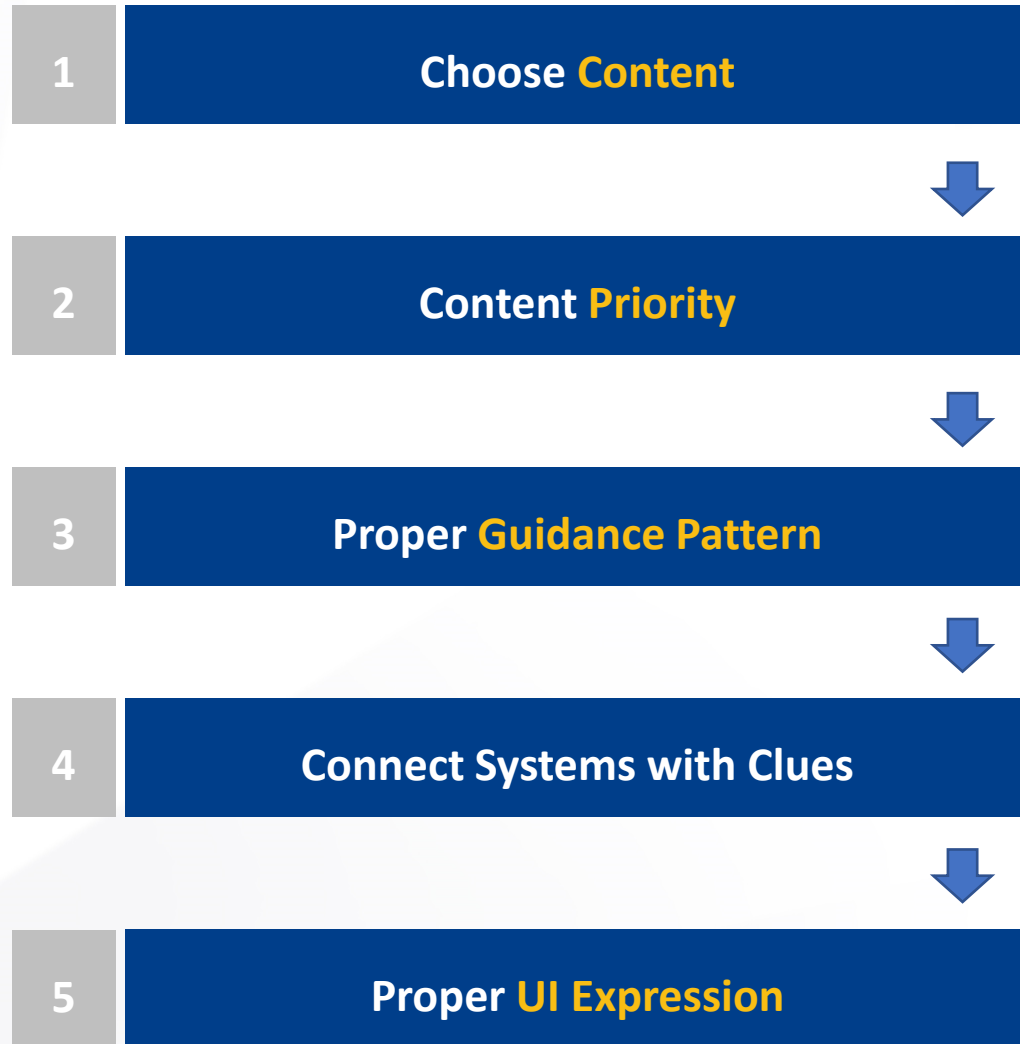 1
Choose Content
2
Content Priority
3
Proper Guidance Pattern
4
Connect Systems with Clues
5
Proper UI Expression